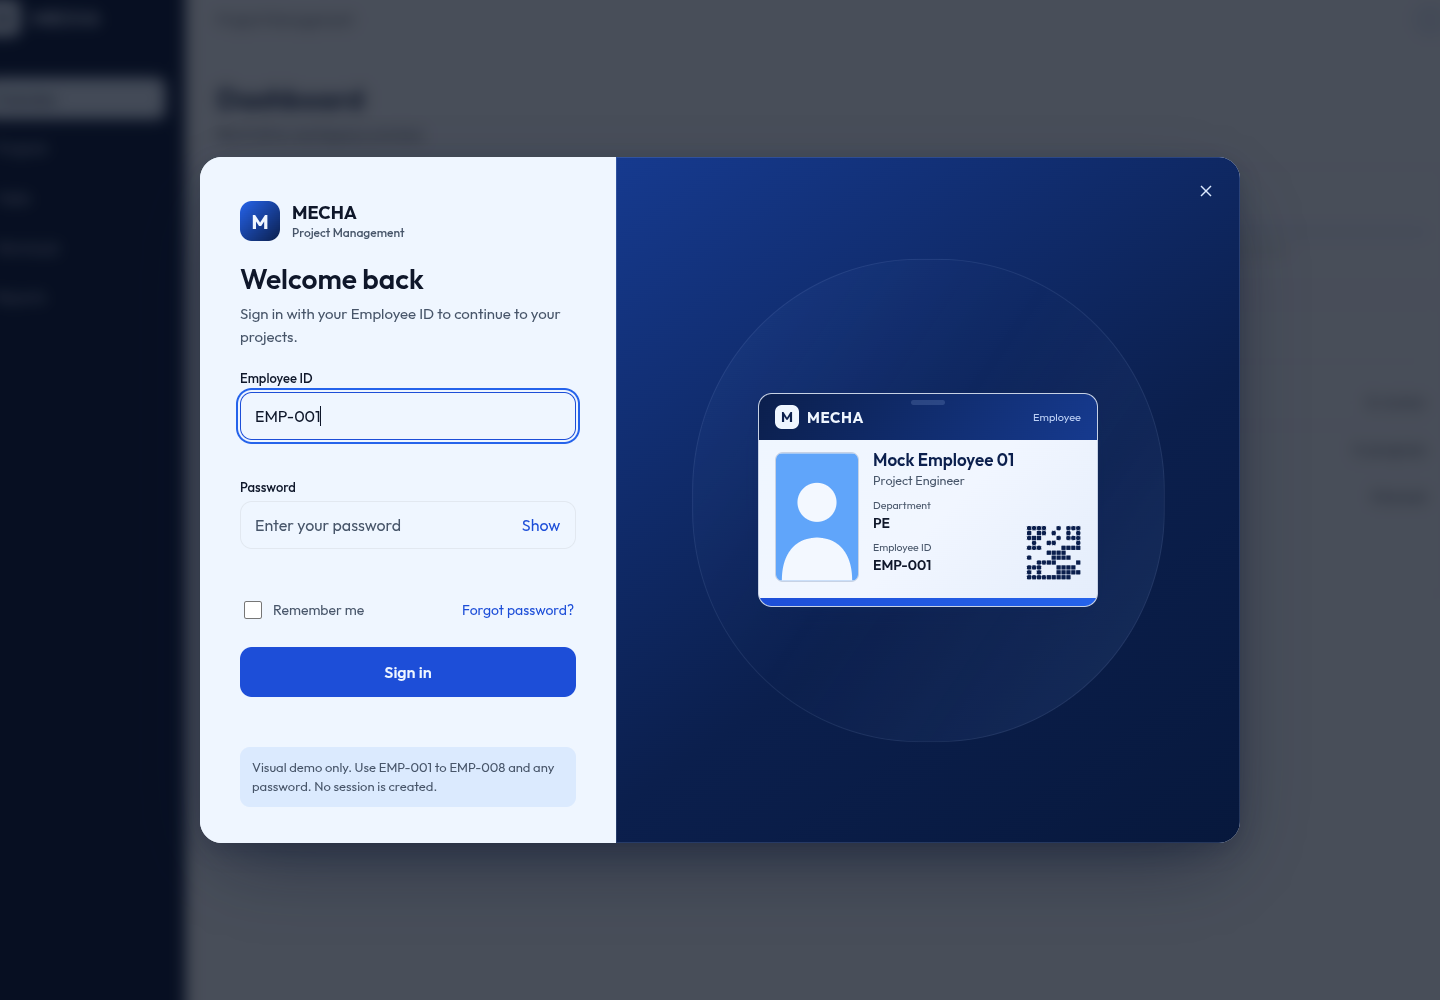 M
MECHA
Project Management
Welcome back
Sign in with your Employee ID to continue to your
projects.
Employee ID
EMP-001
Password
Enter your password
Show
Remember me
Forgot password?
Sign in
Visual demo only. Use EMP-001 to EMP-008 and any
password. No session is created.
M MECHA
Employee
Mock Employee 01
Project Engineer
Department
PE
Employee ID
EMP-001
MECHA
Dashboard